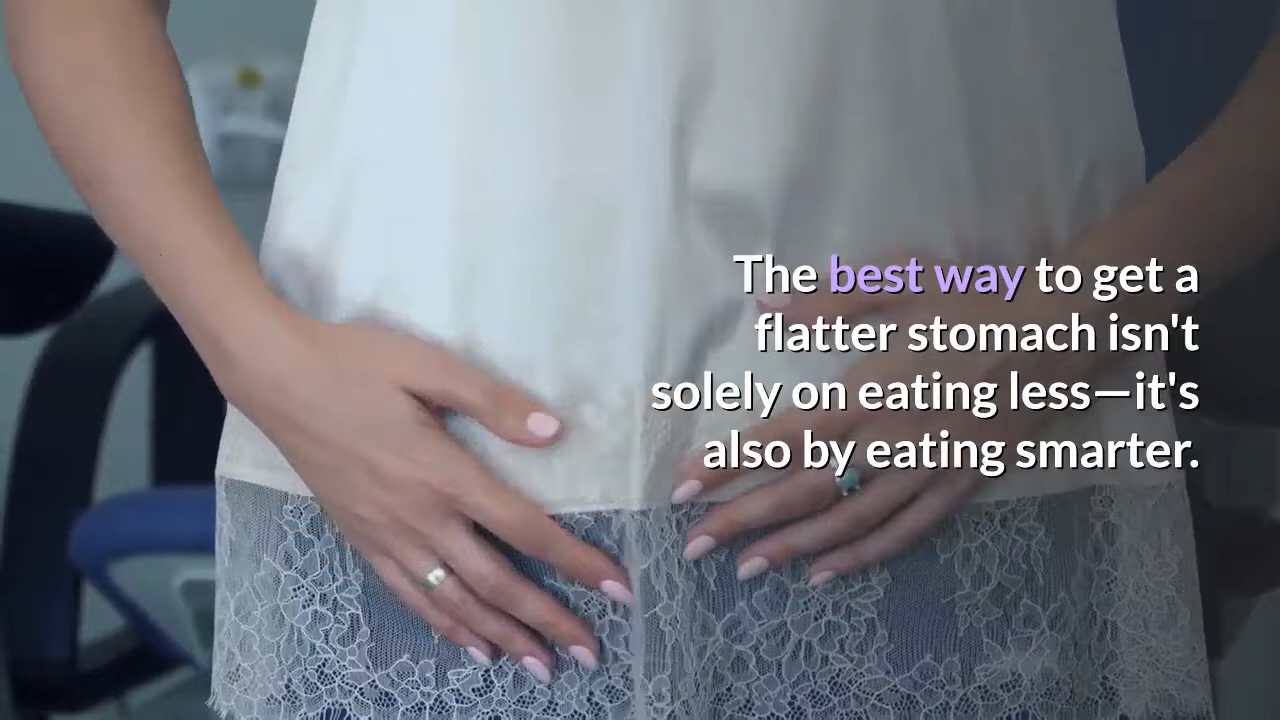 The best way to get a
flatter stomach isn't
solely on eating less—it's
also by eating smarter.